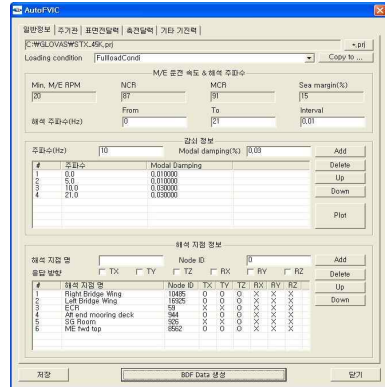 AutoFVIC
일반정보 주기관 표면전달력 축전달력 기타 기진력
C:\GLOVAS\STX_45K.prj *.prj
Loading condition FullloadCondi Copy to ...
M/E 운전 속도 & 해석 주파수
Min. M/E RPM NCR MCR Sea margin(%)
20 87 91 15
From To Interval
해석 주파수(Hz) 0 21 0.01
감쇠 정보
주파수(Hz) 10 Modal damping(%) 0.03 Add
# 주파수 Modal Damping Delete
1 0.0 0.010000
2 5.0 0.010000 Up
3 10.0 0.030000 Down
4 21.0 0.030000
Plot
해석 지점 정보
해석 지점 명 Node ID Add
응답 방향 TX TY TZ RX RY RZ Delete
# 해석 지점 명 Node ID TX TY TZ RX RY RZ Up
1 Right Bridge Wing 10485 O O O X X X
2 Left Bridge Wing 16925 O O O X X X Down
3 ECR 59 X X O X X X
4 Aft end mooring deck 944 O O O X X X
5 SG Room 926 X X O X X X
6 ME fwd top 8562 O O O X X X
저장 BDF Data 생성 닫기